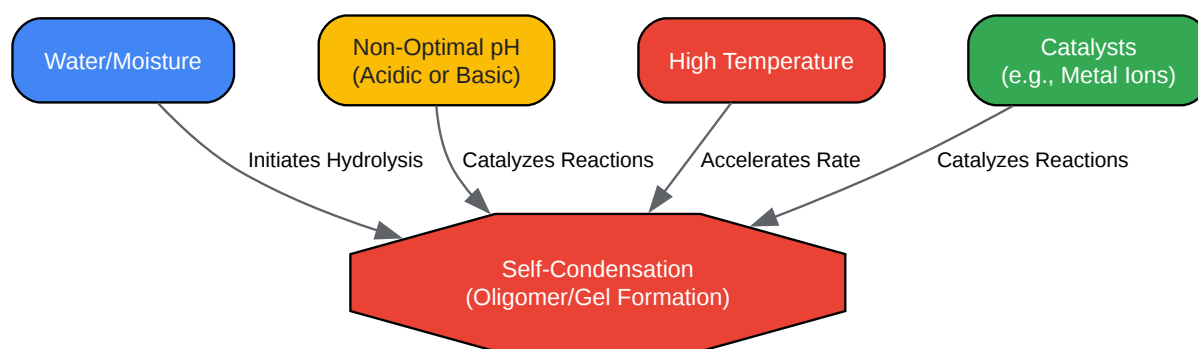 Water/Moisture
Non-Optimal pH
(Acidic or Basic)
High Temperature
Catalysts
(e.g., Metal Ions)
Initiates Hydrolysis
Catalyzes Reactions
Accelerates Rate
Catalyzes Reactions
Self-Condensation
(Oligomer/Gel Formation)